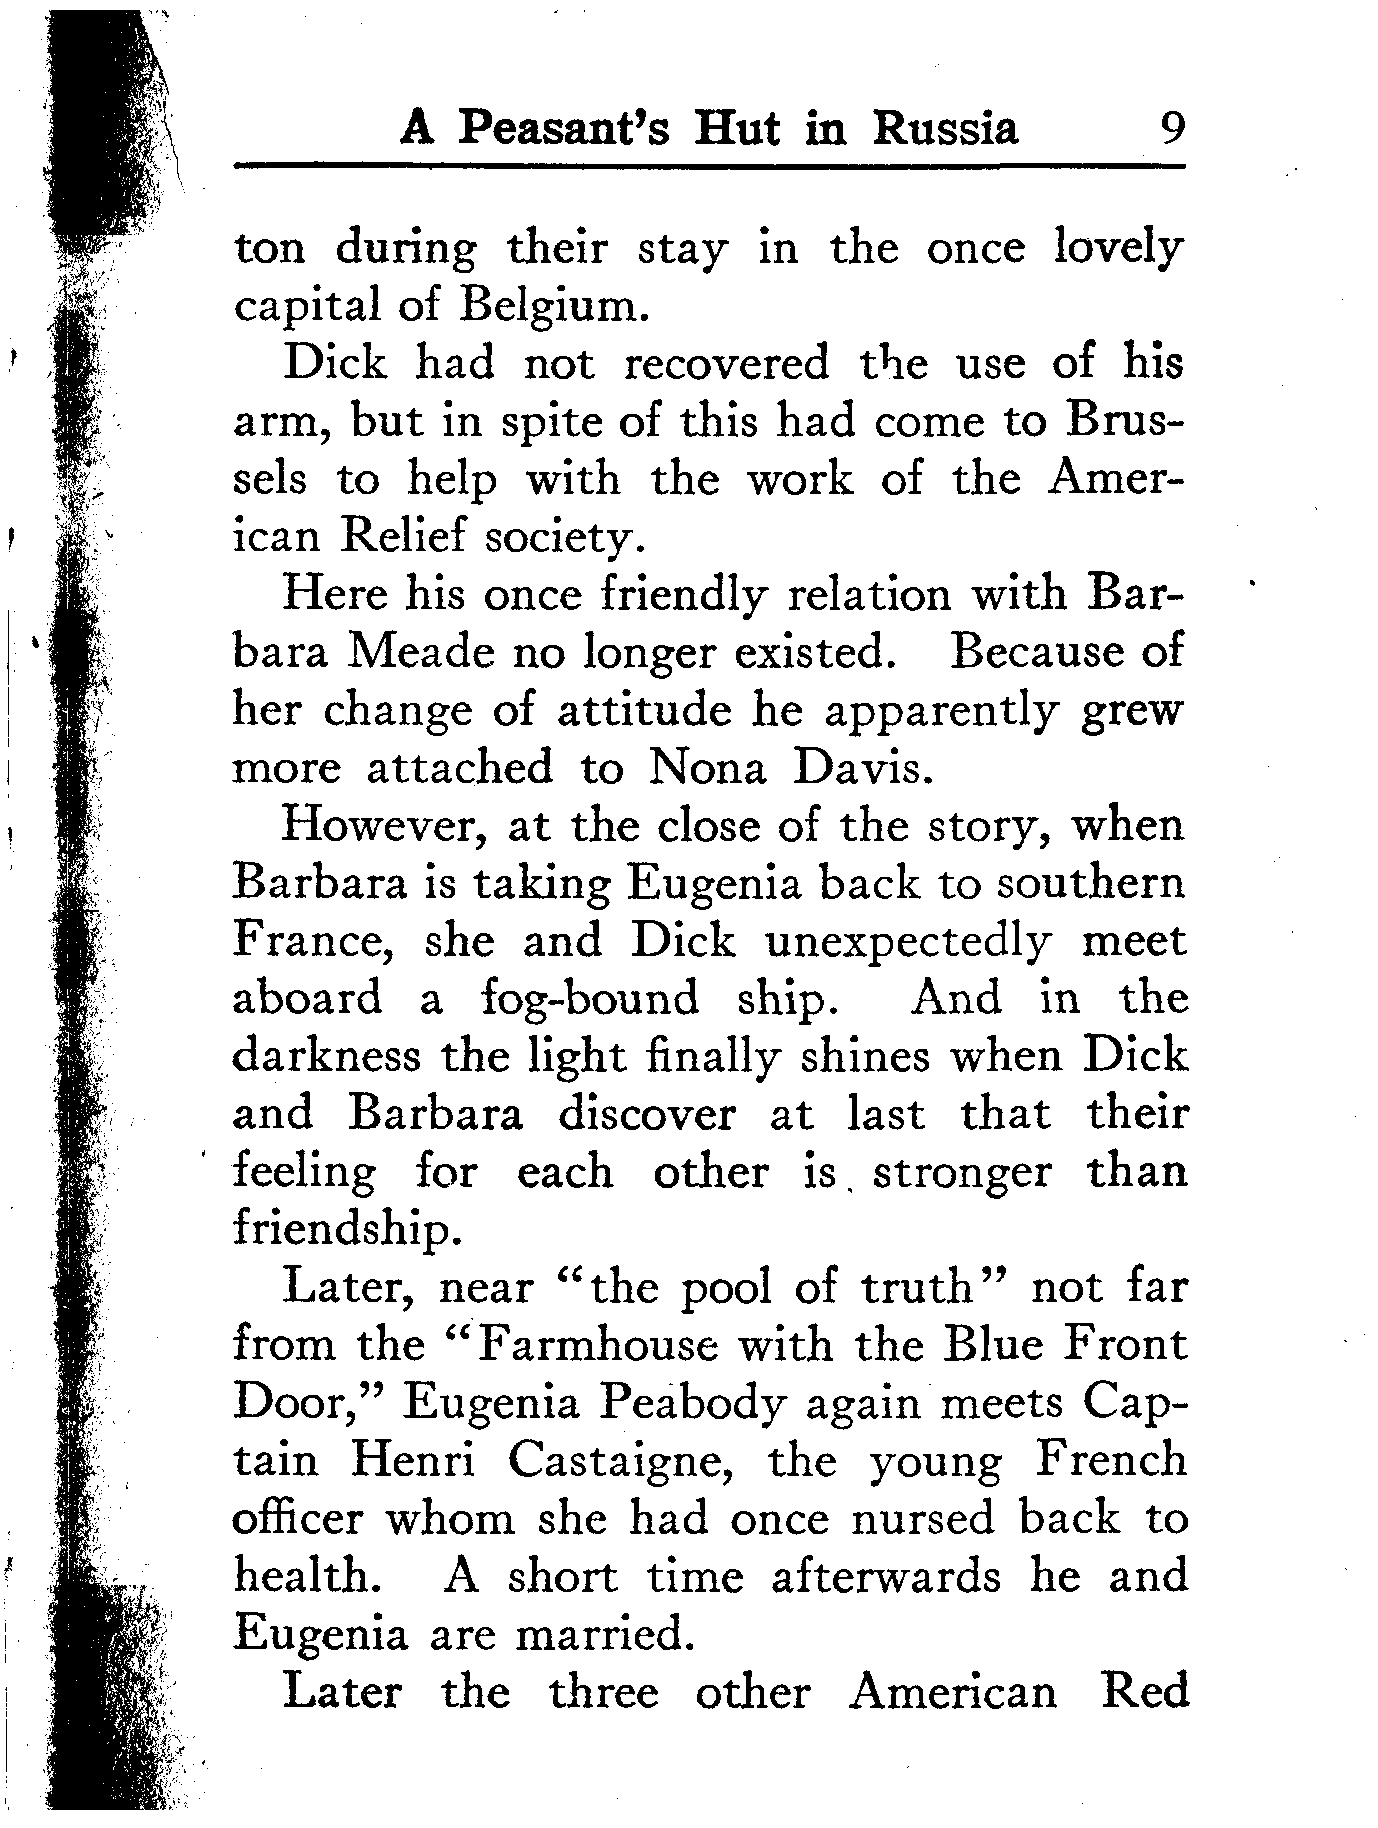 A Peasant's Hut in Russia 9
ton during their stay in the once lovely
capital of Belgium.
Dick had not recovered the use of his
arm, but in spite of this had come to Brus-
sels to help with the work of the Amer-
ican Relief society.
Here his once friendly relation with Bar-
bara Meade no longer existed. Because of
her change of attitude he apparently grew
more attached to Nona Davis.
However, at the close of the story, when
Barbara is taking Eugenia back to southern
France, she and Dick unexpectedly meet
aboard a fog-bound ship. And in the
darkness the light finally shines when Dick
and Barbara discover at last that their
feeling for each other is stronger than
friendship.
Later, near "the pool of truth" not far
from the "Farmhouse with the Blue Front
Door," Eugenia Peabody again meets Cap-
tain Henri Castaigne, the young French
officer whom she had once nursed back to
health. A short time afterwards he and
Eugenia are married.
Later the three other American Red